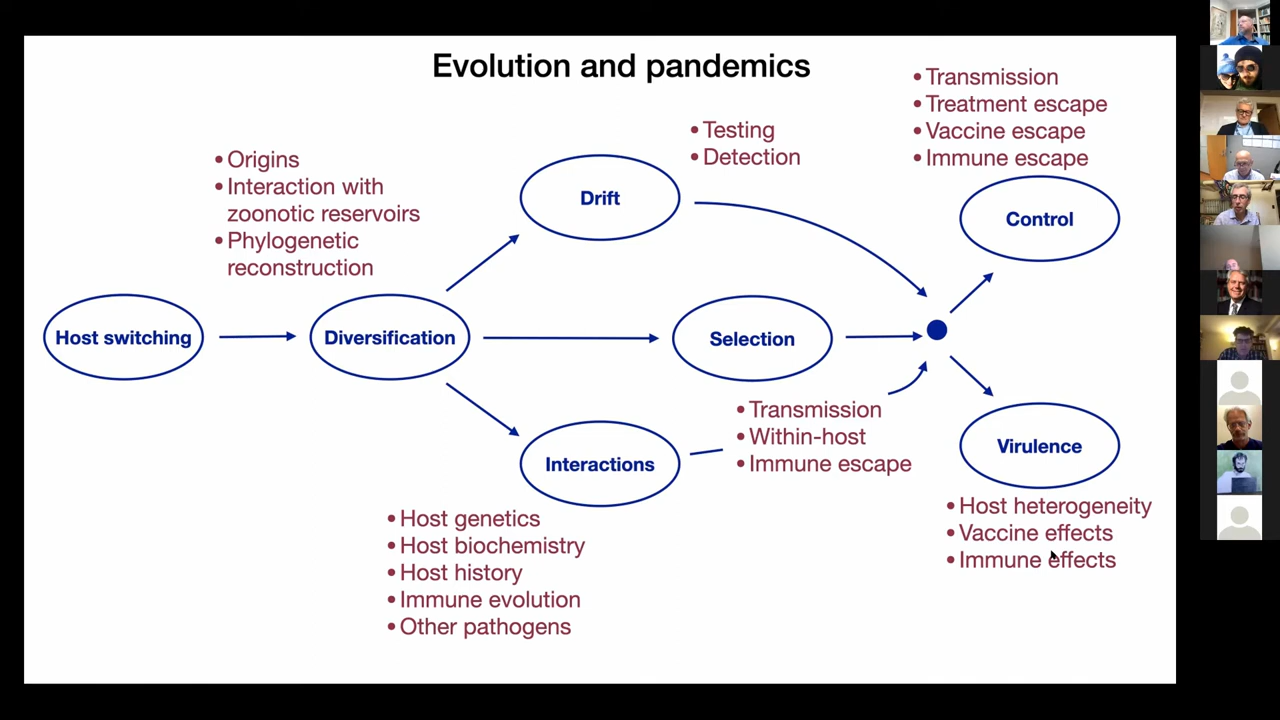 Evolution and pandemics
• Transmission
• Treatment escape
• Vaccine escape
• Immune escape
• Testing
• Detection
• Origins
• Interaction with
zoonotic reservoirs
• Phylogenetic
reconstruction
Drift
Control
Host switching
Diversification
Selection
• Transmission
• Within-host
• Immune escape
Interactions
Virulence
• Host genetics
• Host biochemistry
• Host history
• Immune evolution
• Other pathogens
• Host heterogeneity
• Vaccine effects
• Immune effects